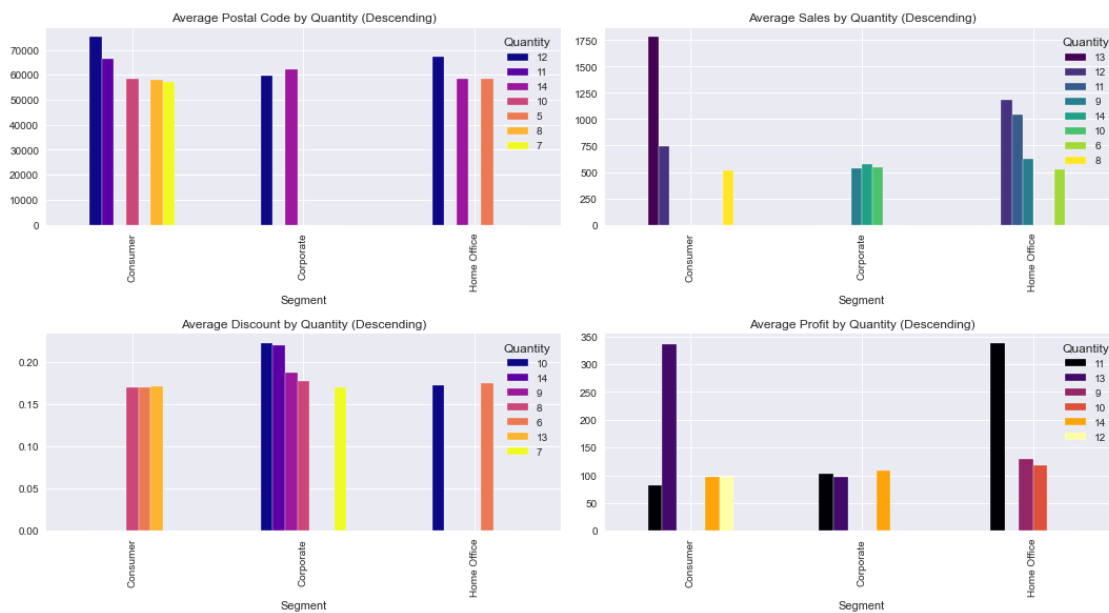 Average Postal Code by Quantity (Descending)
70000
60000
50000
40000
30000
20000
10000
0
Quantity
12
11
14
10
5
8
7
Consumer
Corporate
Home Office
Segment
Average Sales by Quantity (Descending)
1750
1500
1250
1000
750
500
250
0
Quantity
13
12
11
9
14
10
6
8
Consumer
Corporate
Home Office
Segment
Average Discount by Quantity (Descending)
0.20
0.15
0.10
0.05
0.00
Quantity
10
14
9
8
6
13
7
Consumer
Corporate
Home Office
Segment
Average Profit by Quantity (Descending)
350
300
250
200
150
100
50
0
Quantity
11
13
9
10
14
12
Consumer
Corporate
Home Office
Segment